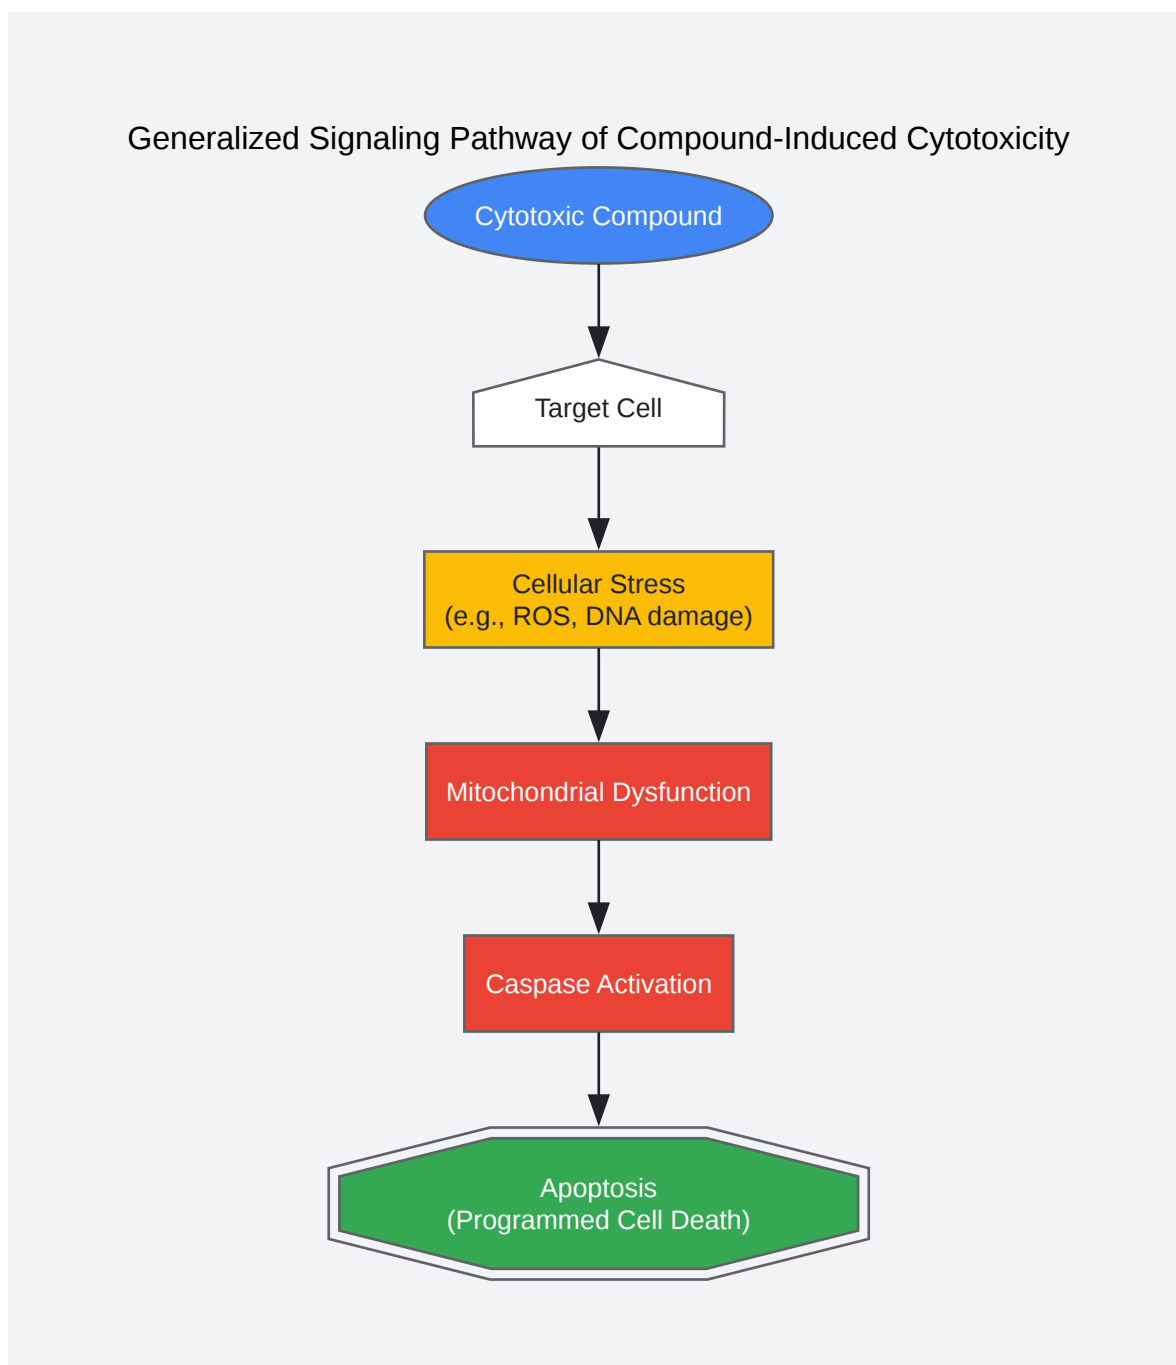 Generalized Signaling Pathway of Compound-Induced Cytotoxicity
Cytotoxic Compound
Target Cell
Cellular Stress
(e.g., ROS, DNA damage)
Mitochondrial Dysfunction
Caspase Activation
Apoptosis
(Programmed Cell Death)